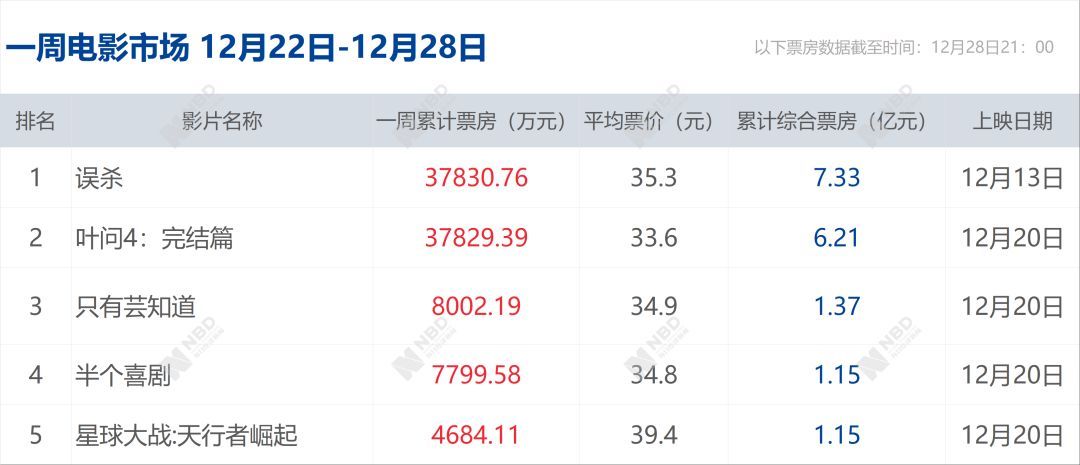 一周电影市场 12月22日-12月28日
以下票房数据截至时间：12月28日21：00
排名 影片名称 一周累计票房（万元） 平均票价（元） 累计综合票房（亿元） 上映日期
1 误杀 37830.76 35.3 7.33 12月13日
2 叶问4：完结篇 37829.39 33.6 6.21 12月20日
3 只有芸知道 8002.19 34.9 1.37 12月20日
4 半个喜剧 7799.58 34.8 1.15 12月20日
5 星球大战:天行者崛起 4684.11 39.4 1.15 12月20日
NBD
NBD
NBD
NBD
NBD
NBD
NBD
NBD